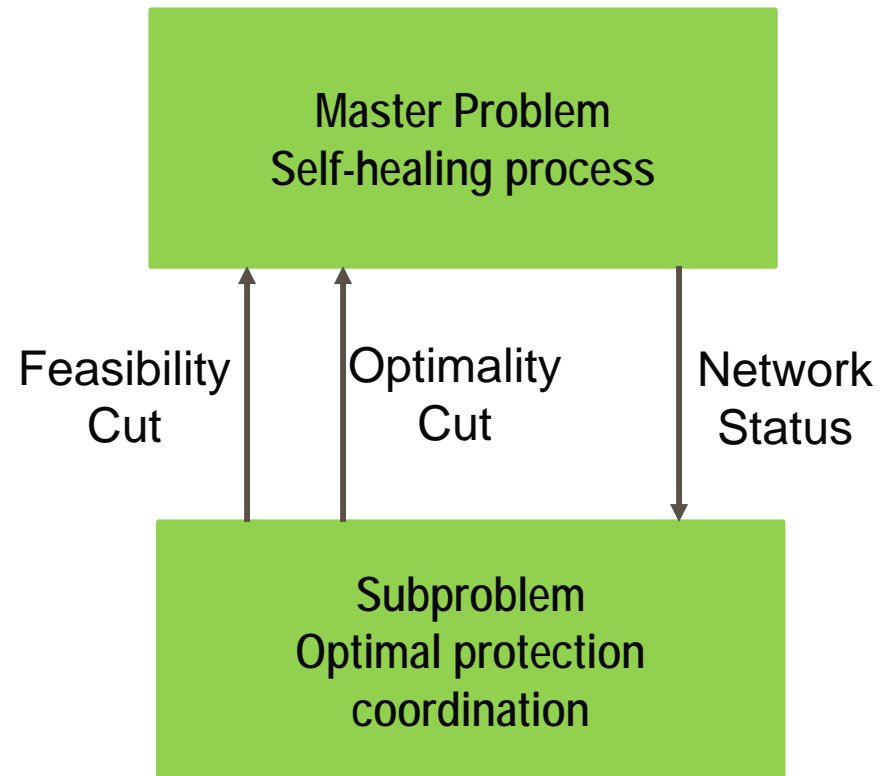 Master Problem
Self-healing process
Feasibility
Cut
Optimality
Cut
Network
Status
Subproblem
Optimal protection
coordination